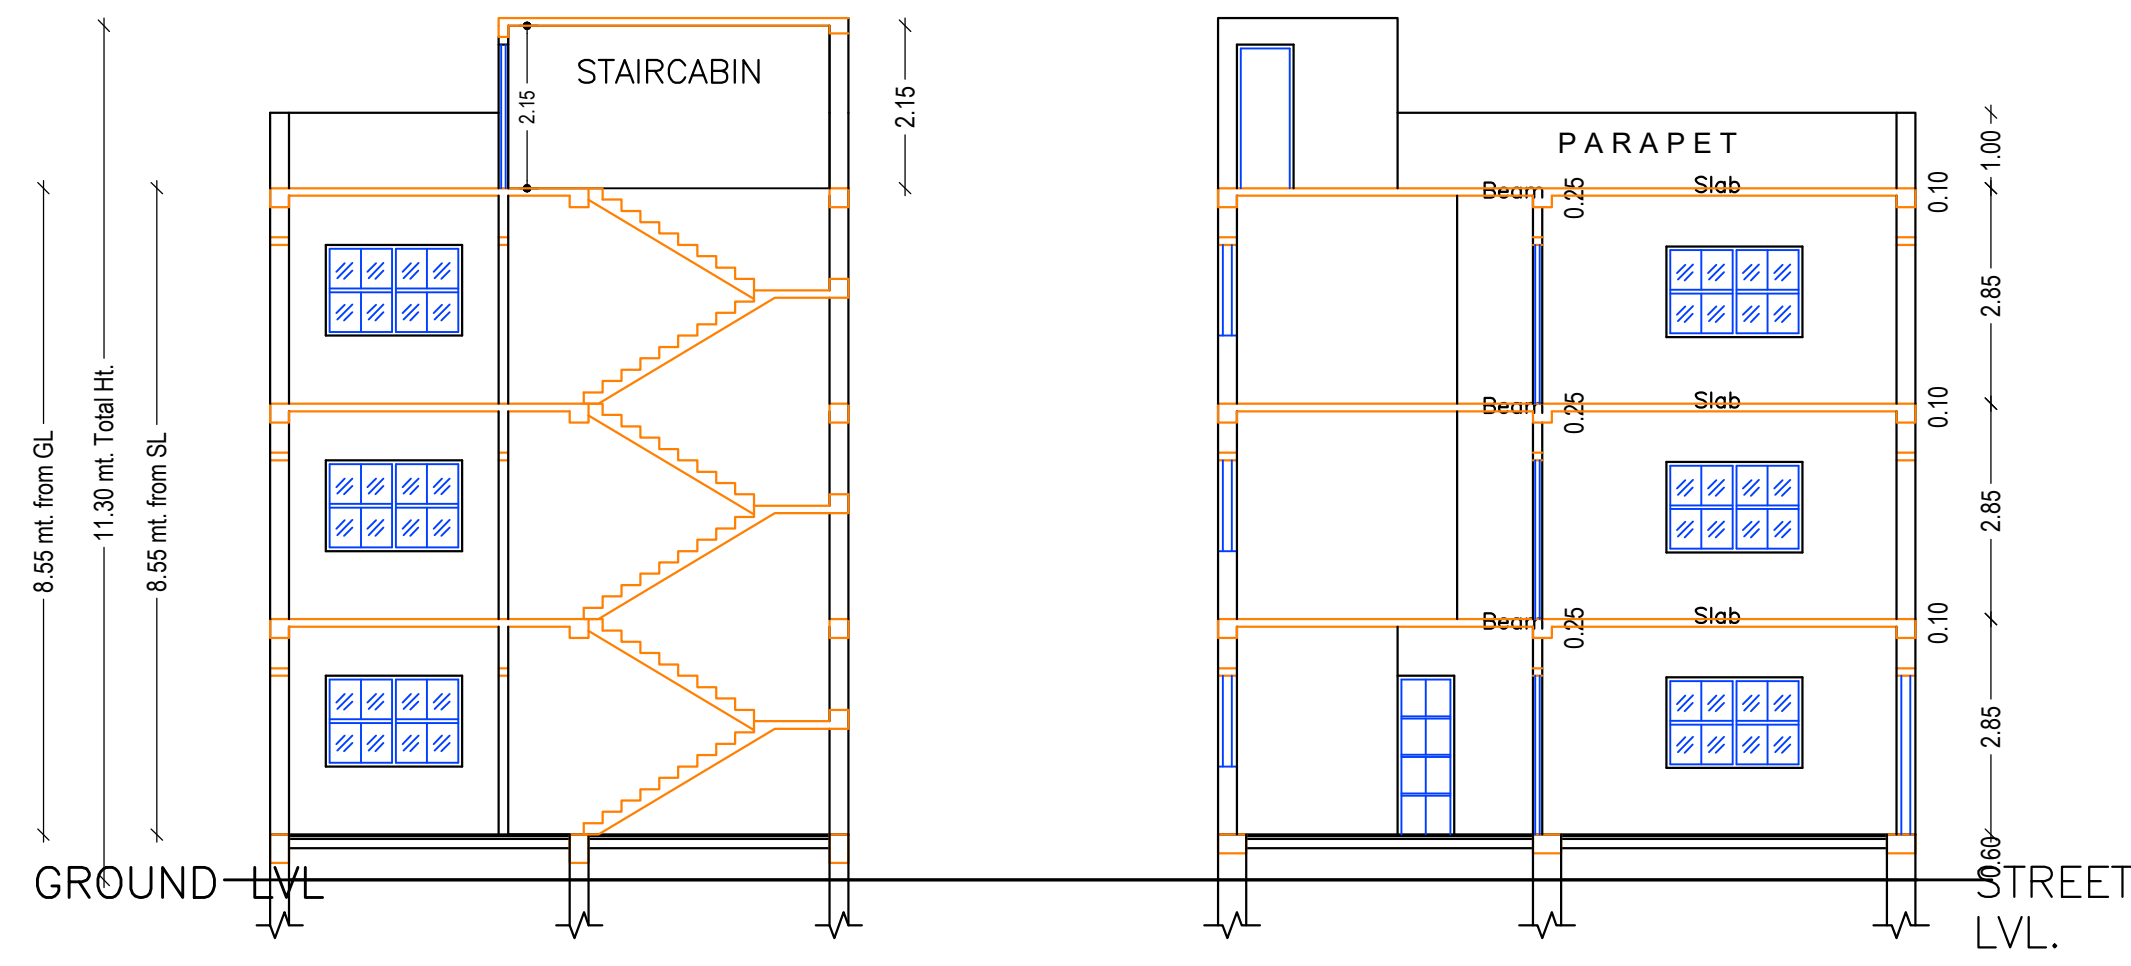 STAIRCABIN
2.15
2.15
8.55 mt. from GL
11.30 mt. Total Ht.
8.55 mt. from SL
PARAPET
1.00
Beam
0.25
Slab
0.10
2.85
Beam
0.25
Slab
0.10
2.85
Beam
0.25
Slab
0.10
2.85
0.60
GROUND LVL
STREET
LVL.